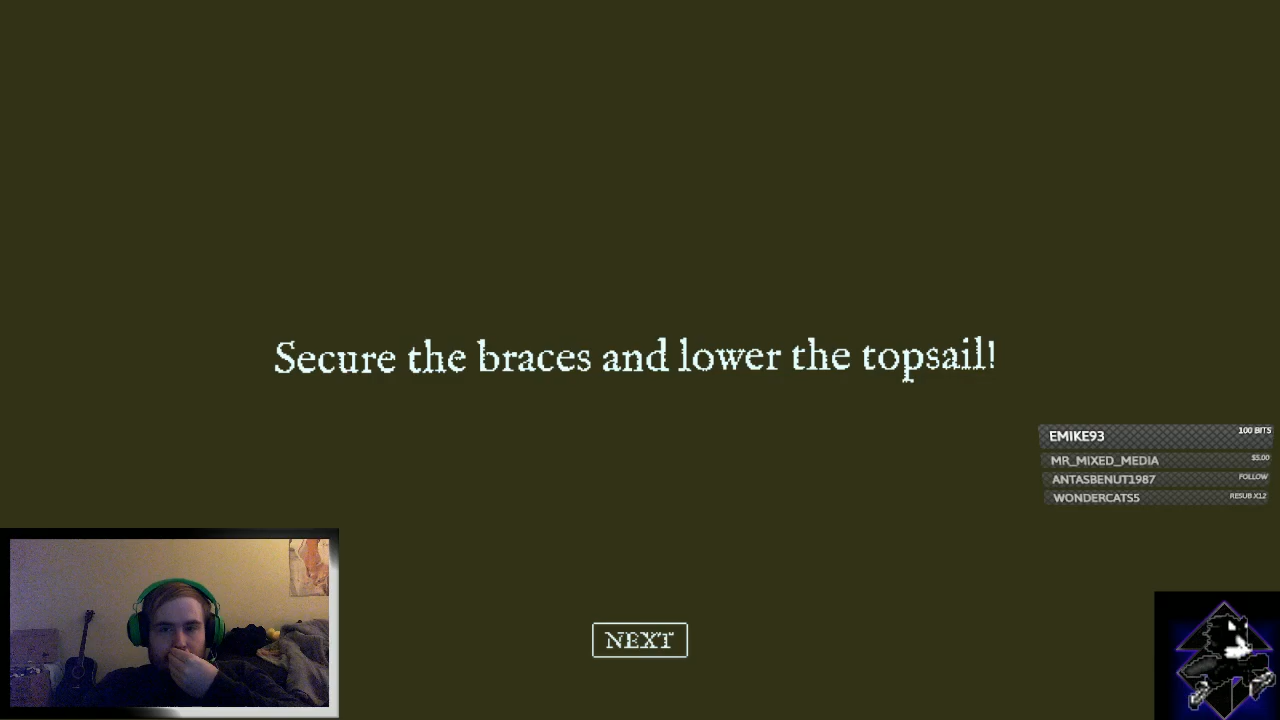 Secure the braces and lower the topsail!
EMIKE93 100 BITS
MR_MIXED_MEDIA $5.00
ANTASBENUT1987 FOLLOW
WONDERCATS5 RESUB X12
NEXT